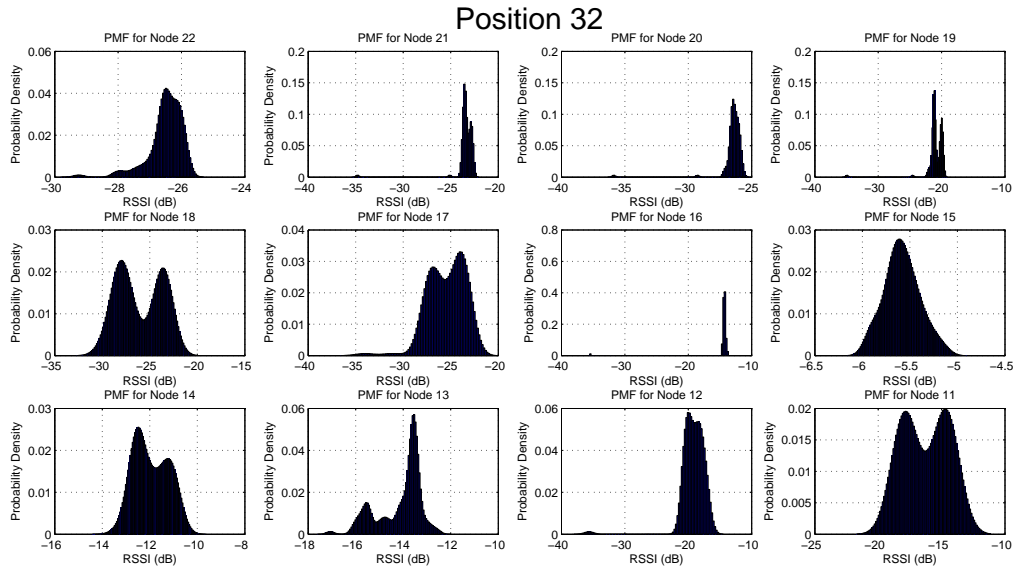 Position 32
PMF for Node 22
Probability Density
0.06
0.04
0.02
0
−30 −28 −26 −24
RSSI (dB)
PMF for Node 21
Probability Density
0.2
0.15
0.1
0.05
0
−40 −35 −30 −25 −20
RSSI (dB)
PMF for Node 20
Probability Density
0.2
0.15
0.1
0.05
0
−40 −35 −30 −25
RSSI (dB)
PMF for Node 19
Probability Density
0.2
0.15
0.1
0.05
0
−40 −30 −20 −10
RSSI (dB)
PMF for Node 18
Probability Density
0.03
0.02
0.01
0
−35 −30 −25 −20 −15
RSSI (dB)
PMF for Node 17
Probability Density
0.04
0.03
0.02
0.01
0
−40 −35 −30 −25 −20
RSSI (dB)
PMF for Node 16
Probability Density
0.8
0.6
0.4
0.2
0
−40 −30 −20 −10
RSSI (dB)
PMF for Node 15
Probability Density
0.03
0.02
0.01
0
−6.5 −6 −5.5 −5 −4.5
RSSI (dB)
PMF for Node 14
Probability Density
0.03
0.02
0.01
0
−16 −14 −12 −10 −8
RSSI (dB)
PMF for Node 13
Probability Density
0.06
0.04
0.02
0
−18 −16 −14 −12 −10
RSSI (dB)
PMF for Node 12
Probability Density
0.06
0.04
0.02
0
−40 −30 −20 −10
RSSI (dB)
PMF for Node 11
Probability Density
0.02
0.015
0.01
0.005
0
−25 −20 −15 −10
RSSI (dB)